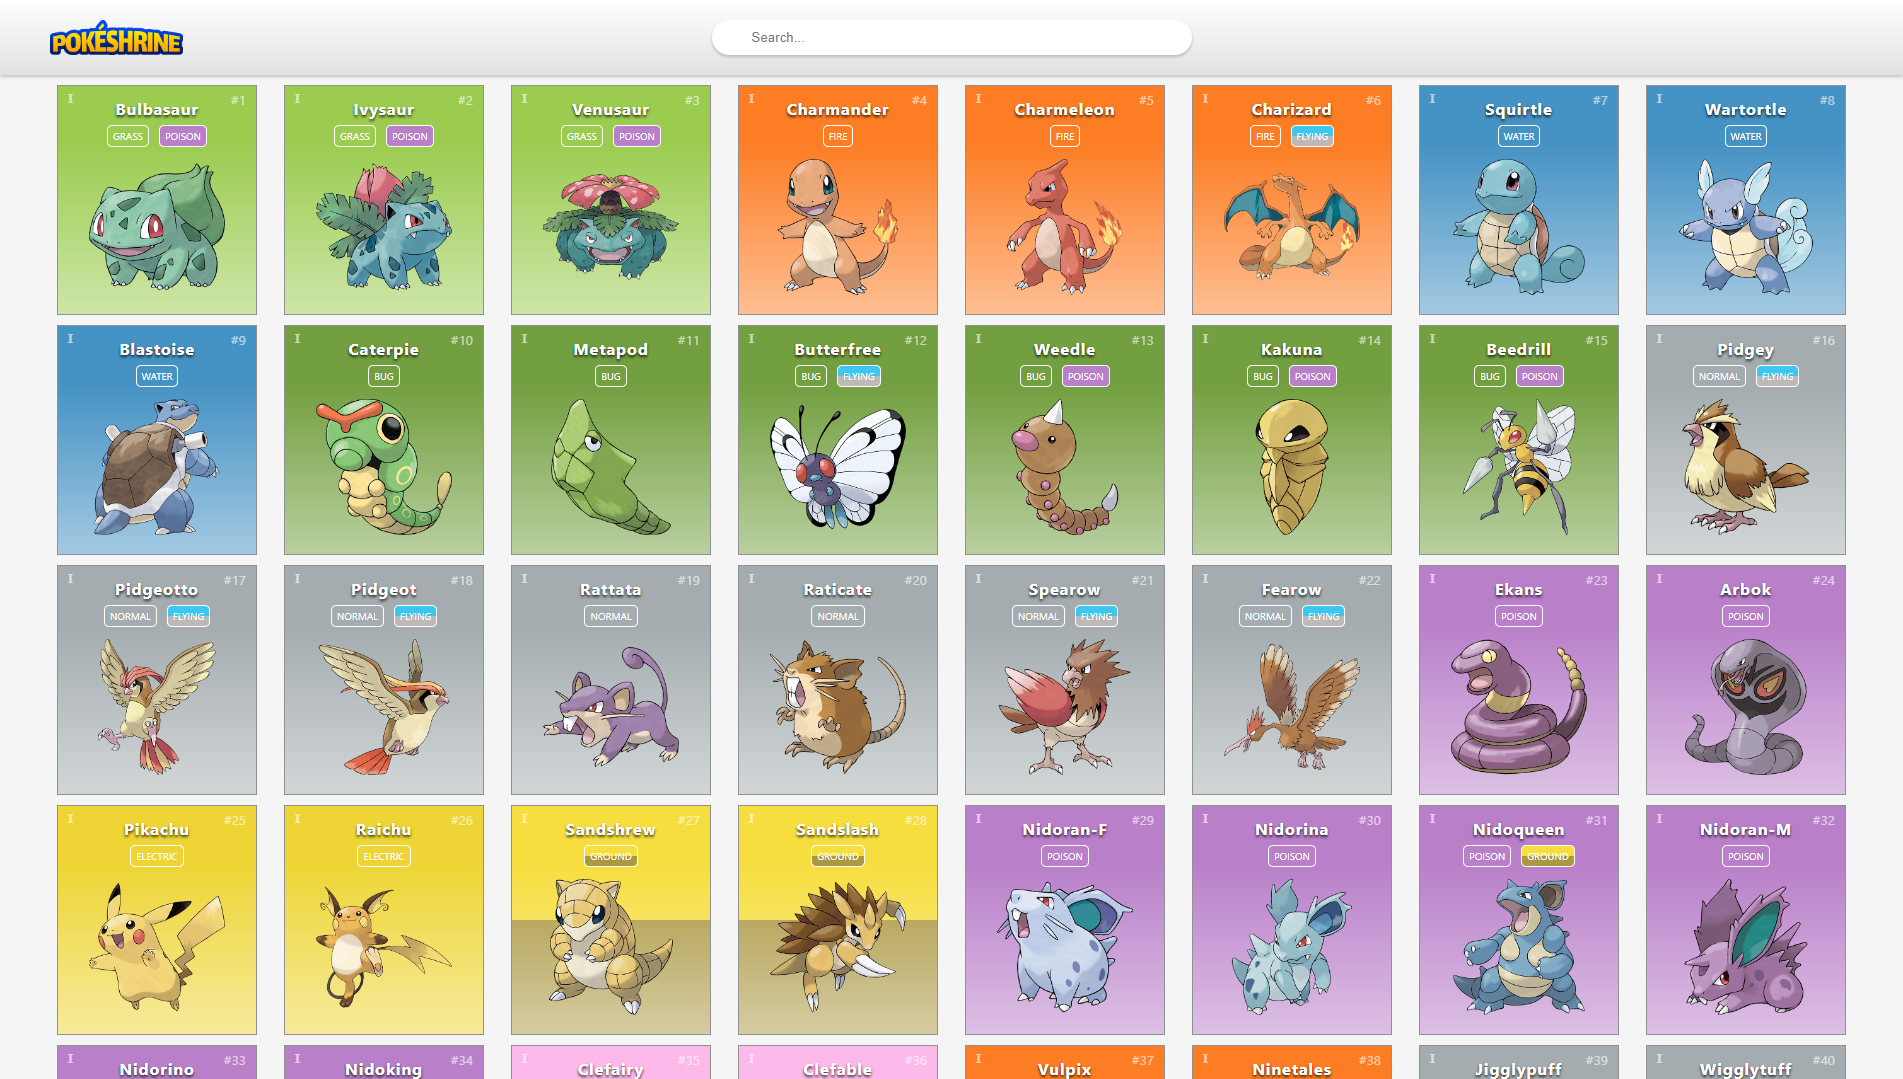 POKÉSHRINE
Search...
I Bulbasaur #1
GRASS POISON
I Ivysaur #2
GRASS POISON
I Venusaur #3
GRASS POISON
I Charmander #4
FIRE
I Charmeleon #5
FIRE
I Charizard #6
FIRE FLYING
I Squirtle #7
WATER
I Wartortle #8
WATER
I Blastoise #9
WATER
I Caterpie #10
BUG
I Metapod #11
BUG
I Butterfree #12
BUG FLYING
I Weedle #13
BUG POISON
I Kakuna #14
BUG POISON
I Beedrill #15
BUG POISON
I Pidgey #16
NORMAL FLYING
I Pidgeotto #17
NORMAL FLYING
I Pidgeot #18
NORMAL FLYING
I Rattata #19
NORMAL
I Raticate #20
NORMAL
I Spearow #21
NORMAL FLYING
I Fearow #22
NORMAL FLYING
I Ekans #23
POISON
I Arbok #24
POISON
I Pikachu #25
ELECTRIC
I Raichu #26
ELECTRIC
I Sandshrew #27
GROUND
I Sandslash #28
GROUND
I Nidoran-F #29
POISON
I Nidorina #30
POISON
I Nidoqueen #31
POISON GROUND
I Nidoran-M #32
POISON
I Nidorino #33
I Nidoking #34
I Clefairy #35
I Clefable #36
I Vulpix #37
I Ninetales #38
I Jigglypuff #39
I Wigglytuff #40